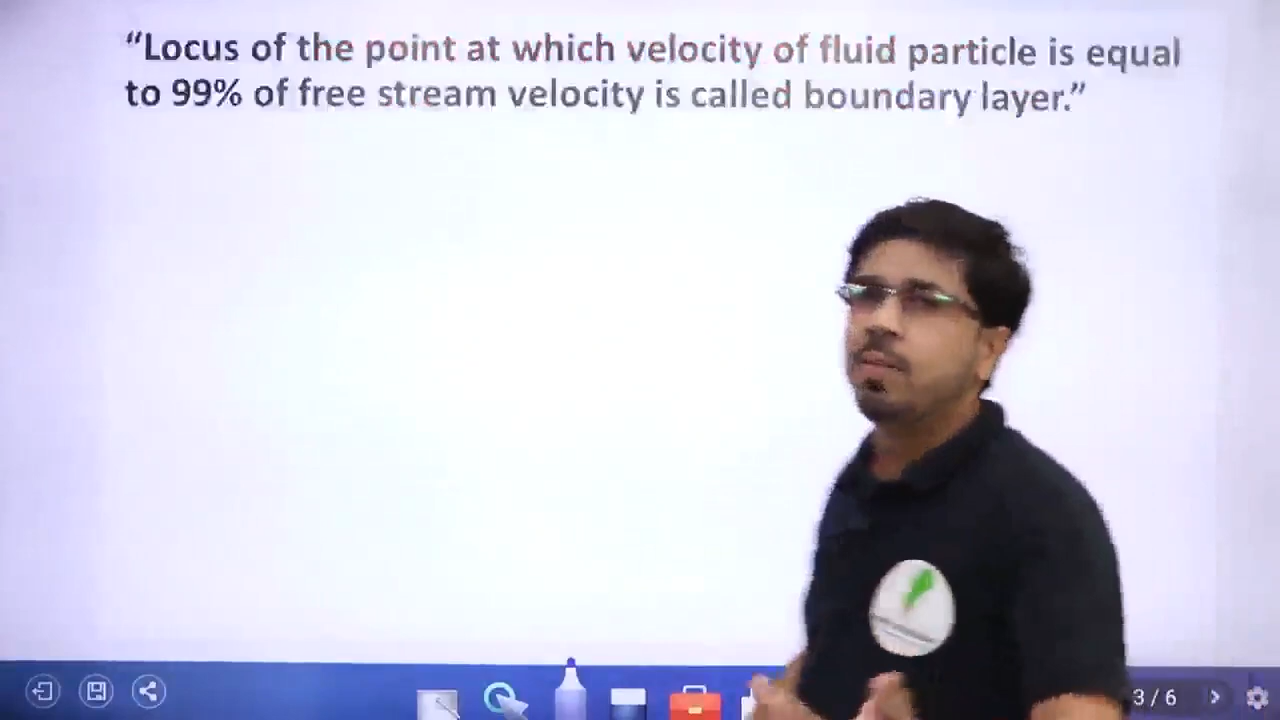 “Locus of the point at which velocity of fluid particle is equal
to 99% of free stream velocity is called boundary layer.”
3 / 6